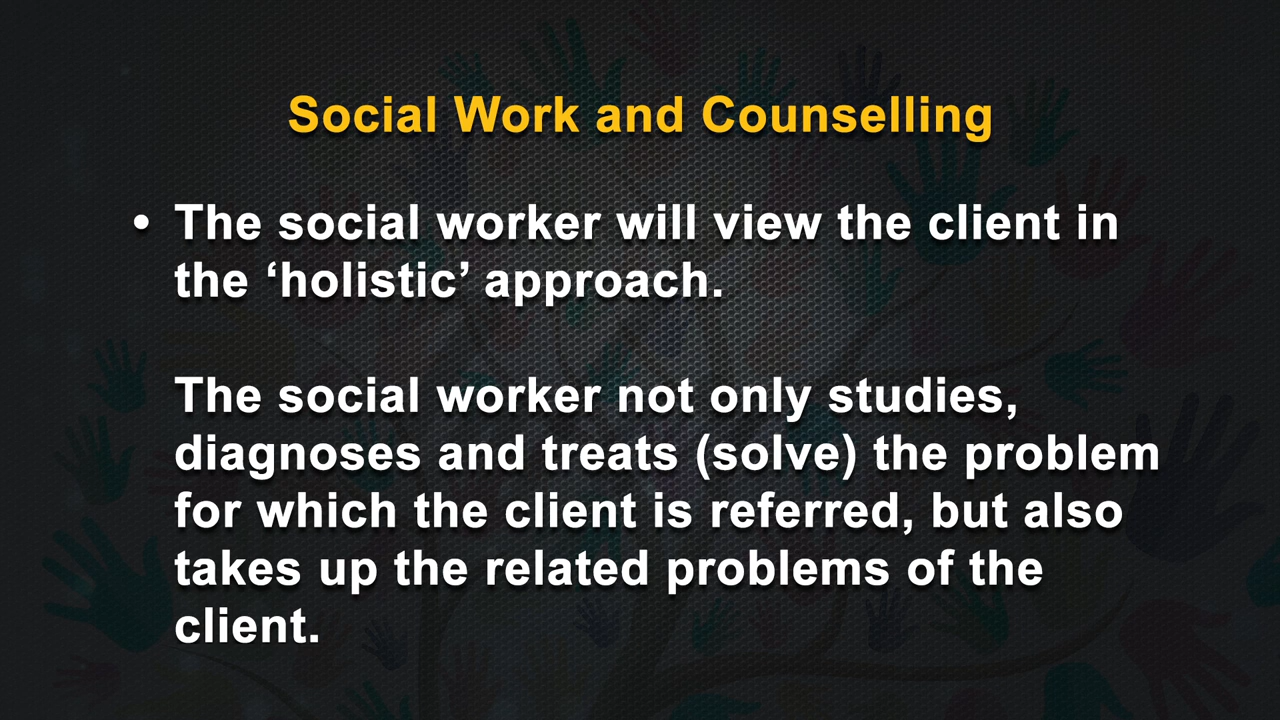 Social Work and Counselling
• The social worker will view the client in
the ‘holistic’ approach.
The social worker not only studies,
diagnoses and treats (solve) the problem
for which the client is referred, but also
takes up the related problems of the
client.